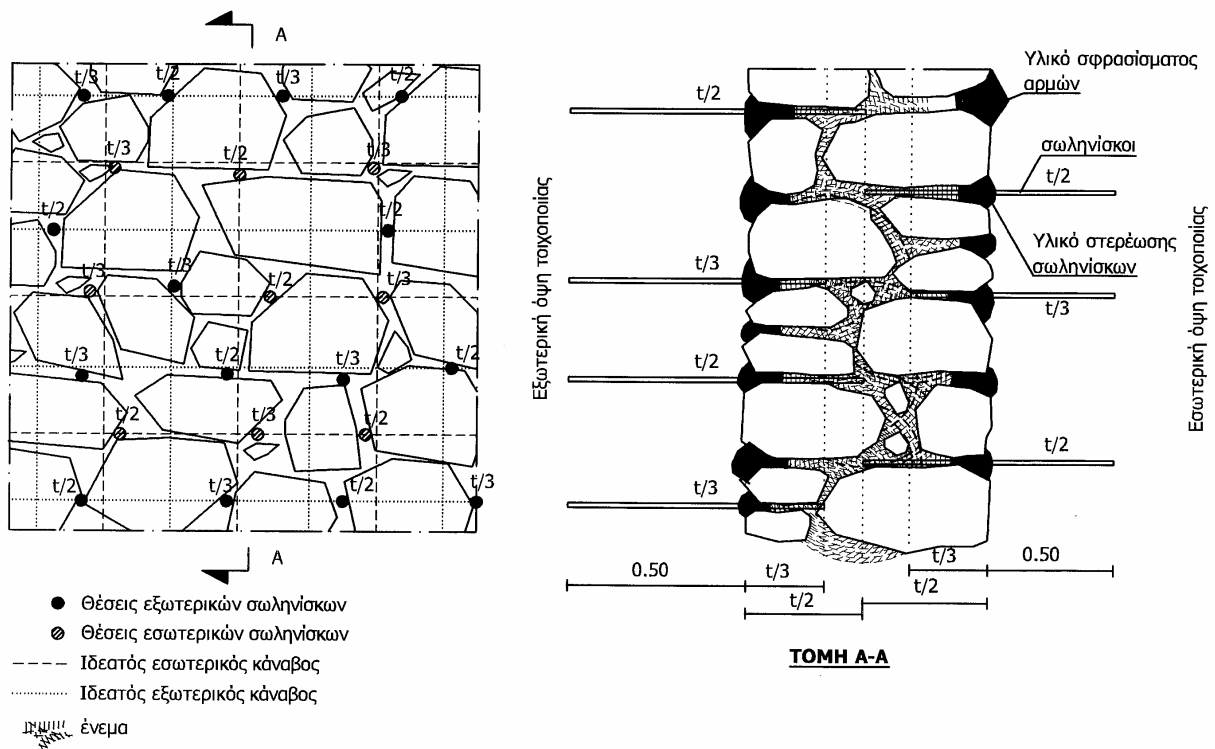 A
t/3
t/2
t/3
t/2
t/3
t/2
t/3
t/2
t/2
t/3
t/3
t/2
t/3
t/3
t/2
t/3
t/2
t/2
t/3
t/2
t/2
t/3
t/2
t/3
A
Θέσεις εξωτερικών σωληνίσκων
Θέσεις εσωτερικών σωληνίσκων
Ιδεατός εσωτερικός κάναβος
Ιδεατός εξωτερικός κάναβος
ένεμα
Εξωτερική όψη τοιχοποιίας
t/2
t/3
t/2
t/3
Υλικό σφρασίσματος
αρμών
σωληνίσκοι
t/2
Υλικό στερέωσης
σωληνίσκων
t/3
t/2
Εσωτερική όψη τοιχοποιίας
0.50
t/3
t/3
0.50
t/2
t/2
ΤΟΜΗ Α-Α